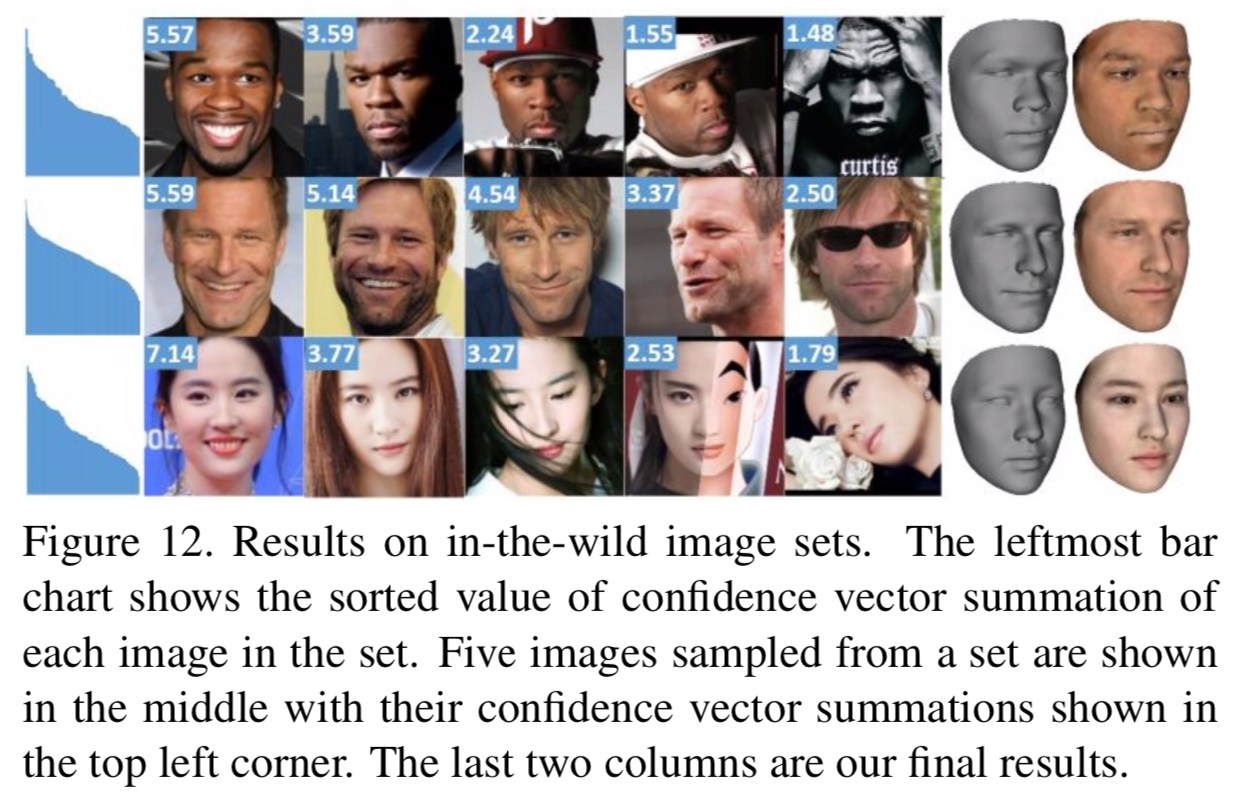 5.57 3.59 2.24 1.55 1.48
curtis
5.59 5.14 4.54 3.37 2.50
7.14 3.77 3.27 2.53 1.79
Figure 12. Results on in-the-wild image sets. The leftmost bar
chart shows the sorted value of confidence vector summation of
each image in the set. Five images sampled from a set are shown
in the middle with their confidence vector summations shown in
the top left corner. The last two columns are our final results.